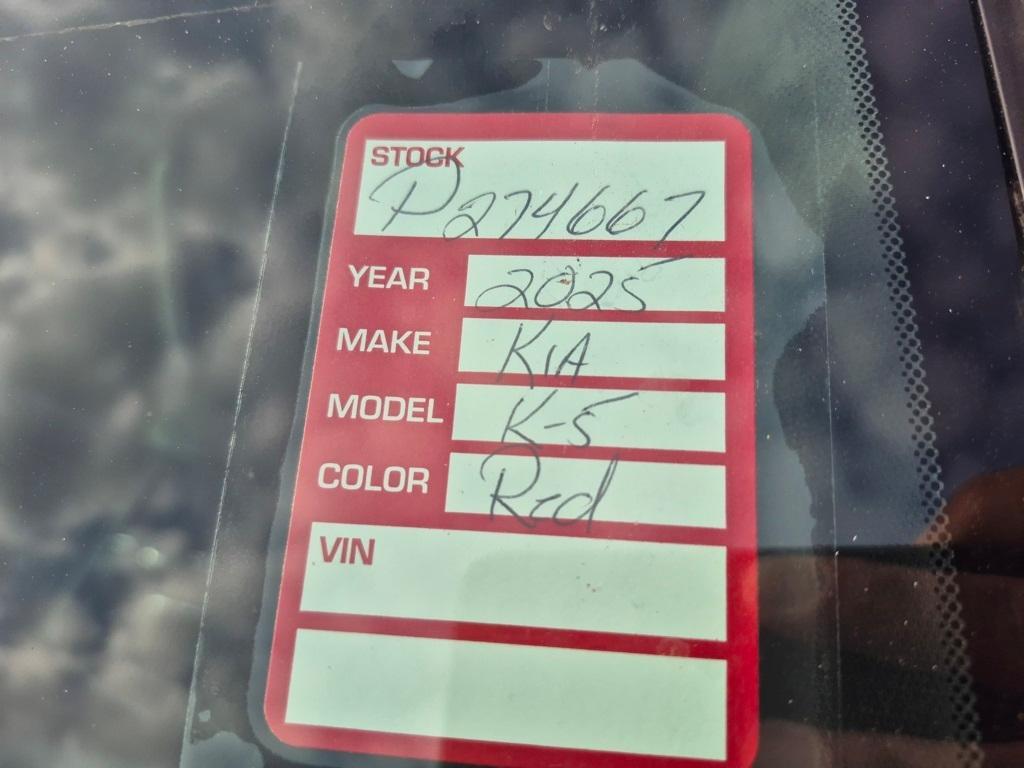 STOCK
P274667
YEAR 2025
MAKE KIA
MODEL K-5
COLOR Red
VIN